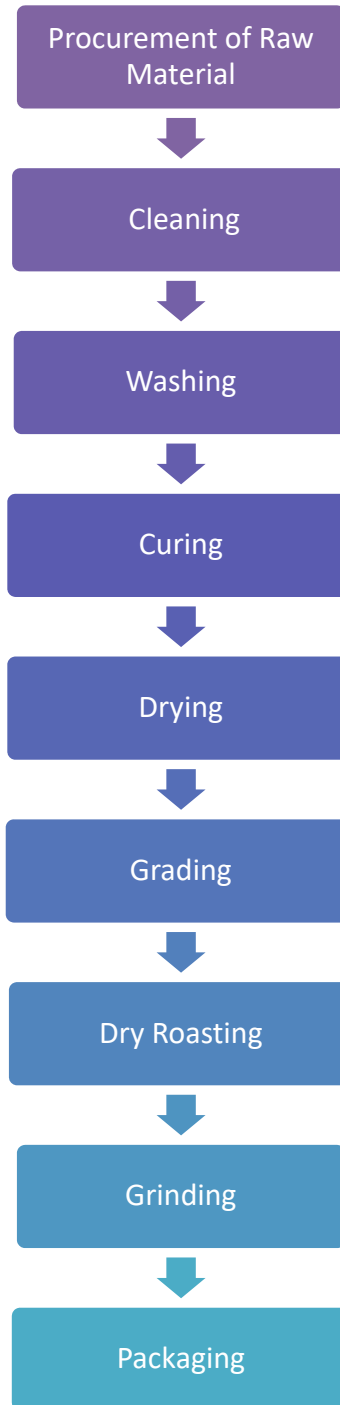 Procurement of Raw
Material
Cleaning
Washing
Curing
Drying
Grading
Dry Roasting
Grinding
Packaging